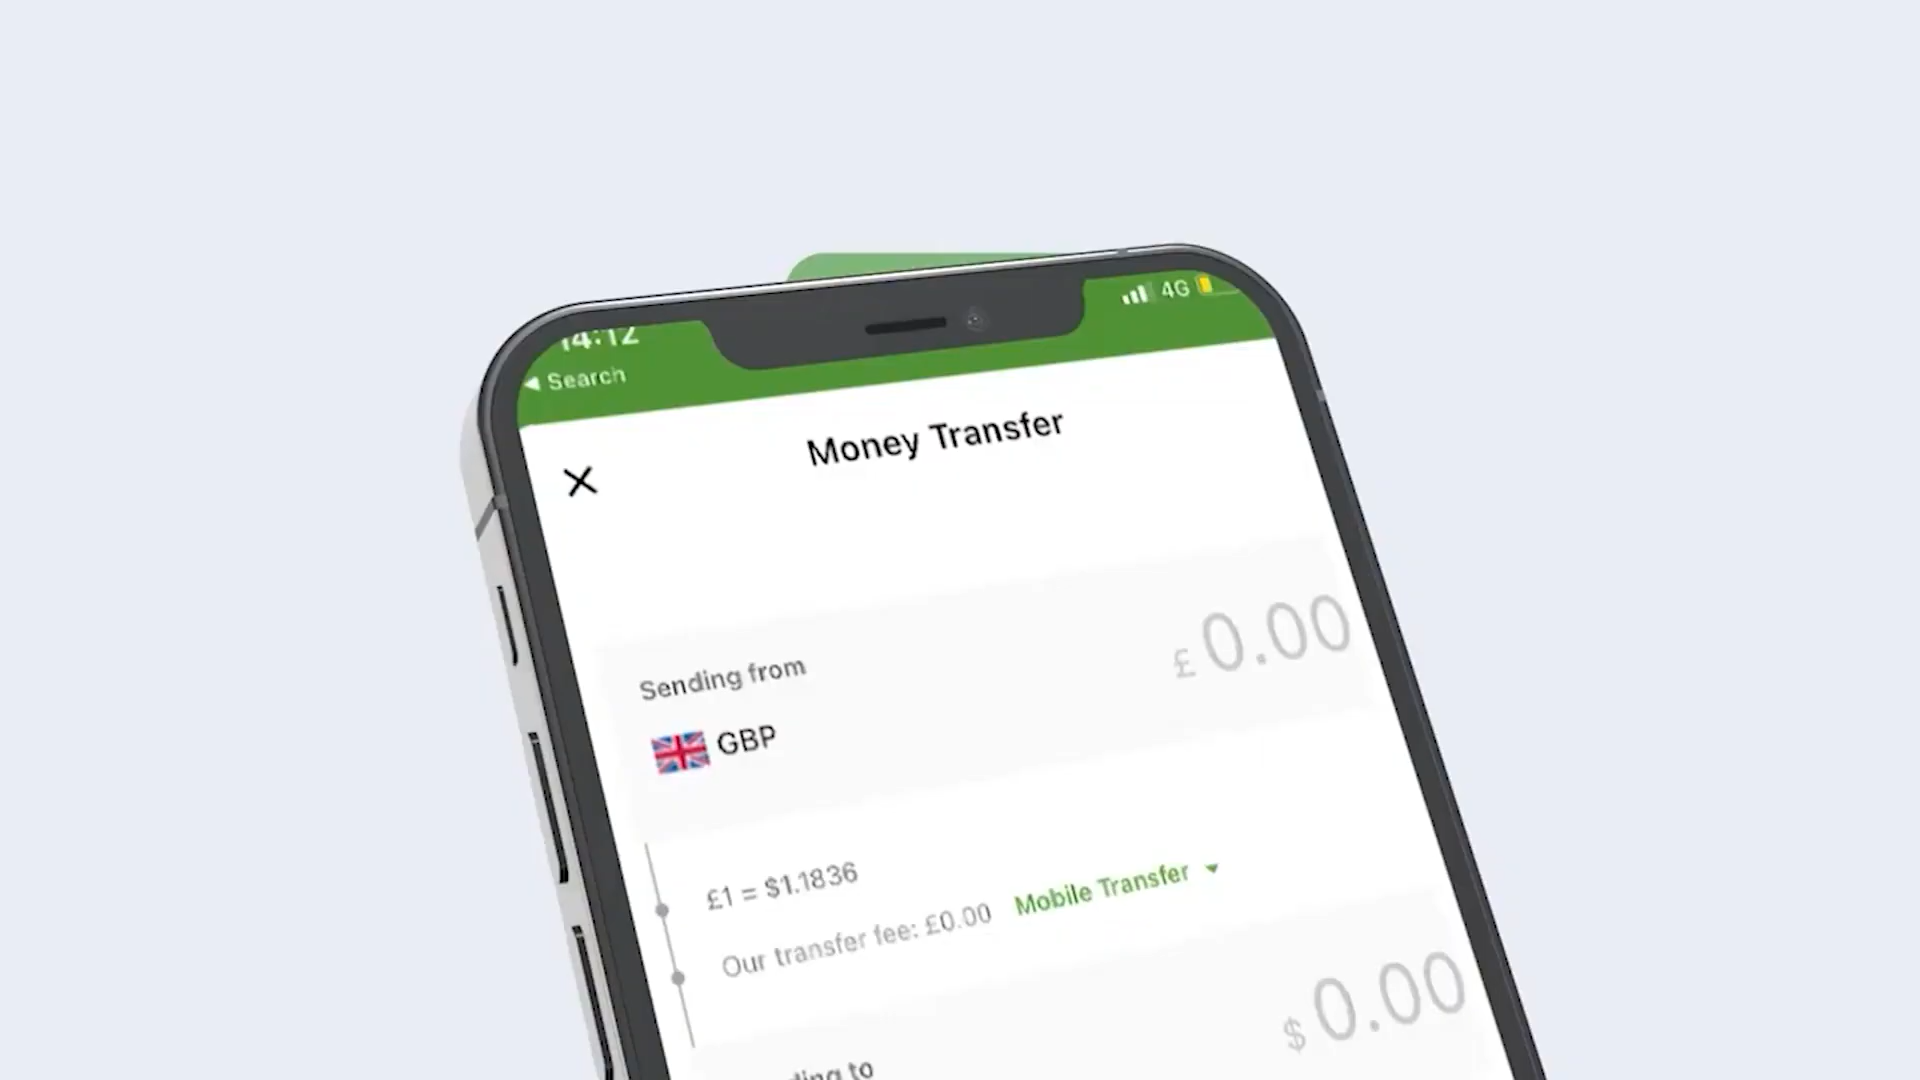 14:12
4G
◀ Search
Money Transfer
Sending from
£0.00
GBP
£1 = $1.1836
Our transfer fee: £0.00 Mobile Transfer
$0.00
to